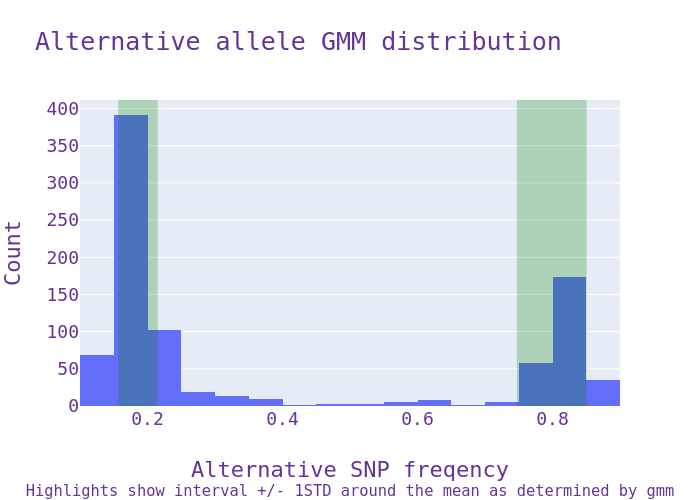 Alternative allele GMM distribution
400
350
300
250
200
150
100
50
0
Count
0.2 0.4 0.6 0.8
Alternative SNP freqency
Highlights show interval +/- 1STD around the mean as determined by gmm